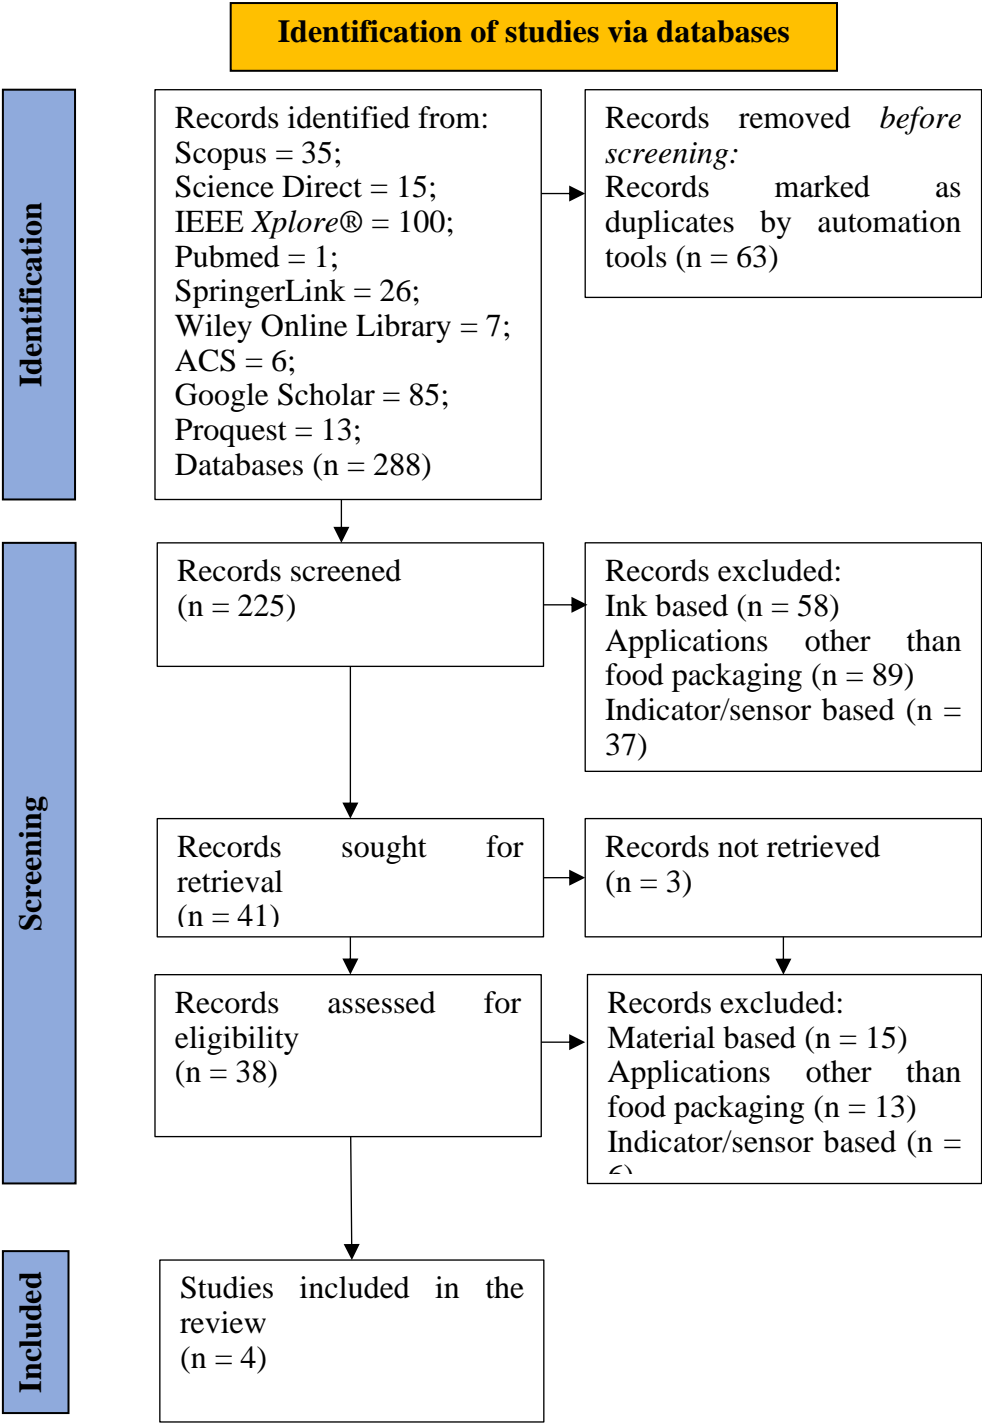 Identification of studies via databases
Identification
Records identified from:
Scopus = 35;
Science Direct = 15;
IEEE Xplore® = 100;
Pubmed = 1;
SpringerLink = 26;
Wiley Online Library = 7;
ACS = 6;
Google Scholar = 85;
Proquest = 13;
Databases (n = 288)
Records removed before
screening:
Records marked as
duplicates by automation
tools (n = 63)
Screening
Records screened
(n = 225)
Records excluded:
Ink based (n = 58)
Applications other than
food packaging (n = 89)
Indicator/sensor based (n =
37)
Records sought for
retrieval
(n = 41)
Records not retrieved
(n = 3)
Records assessed for
eligibility
(n = 38)
Records excluded:
Material based (n = 15)
Applications other than
food packaging (n = 13)
Indicator/sensor based (n =
6)
Included
Studies included in the
review
(n = 4)